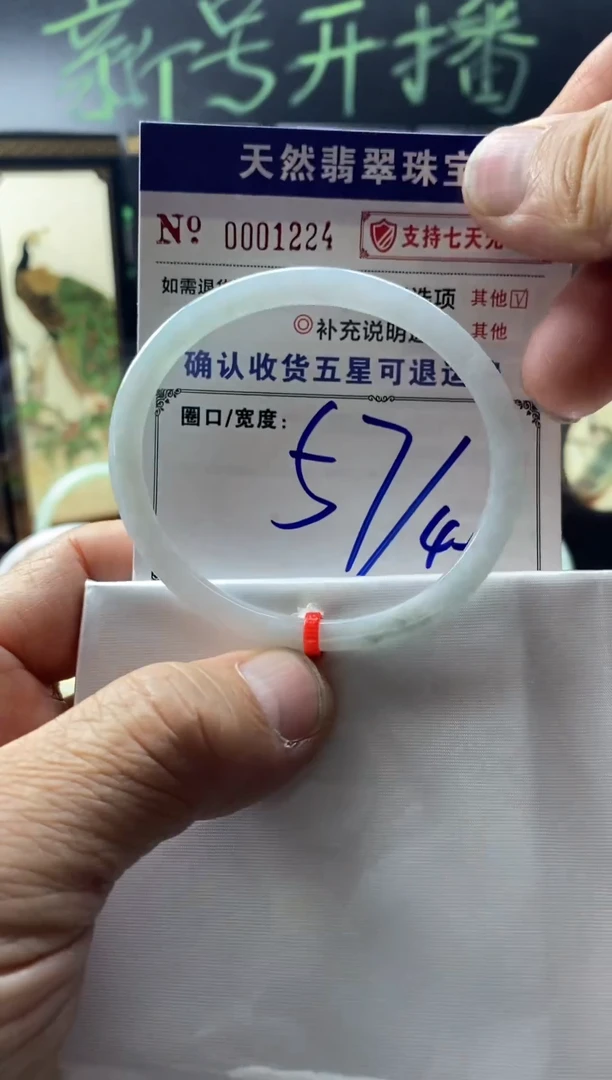 新号开播
天然翡翠珠宝
Nº 0001224 支持七天无
如需退 选项 其他☑
◎补充说明 其他
确认收货五星可退运
圈口/宽度：
57/4